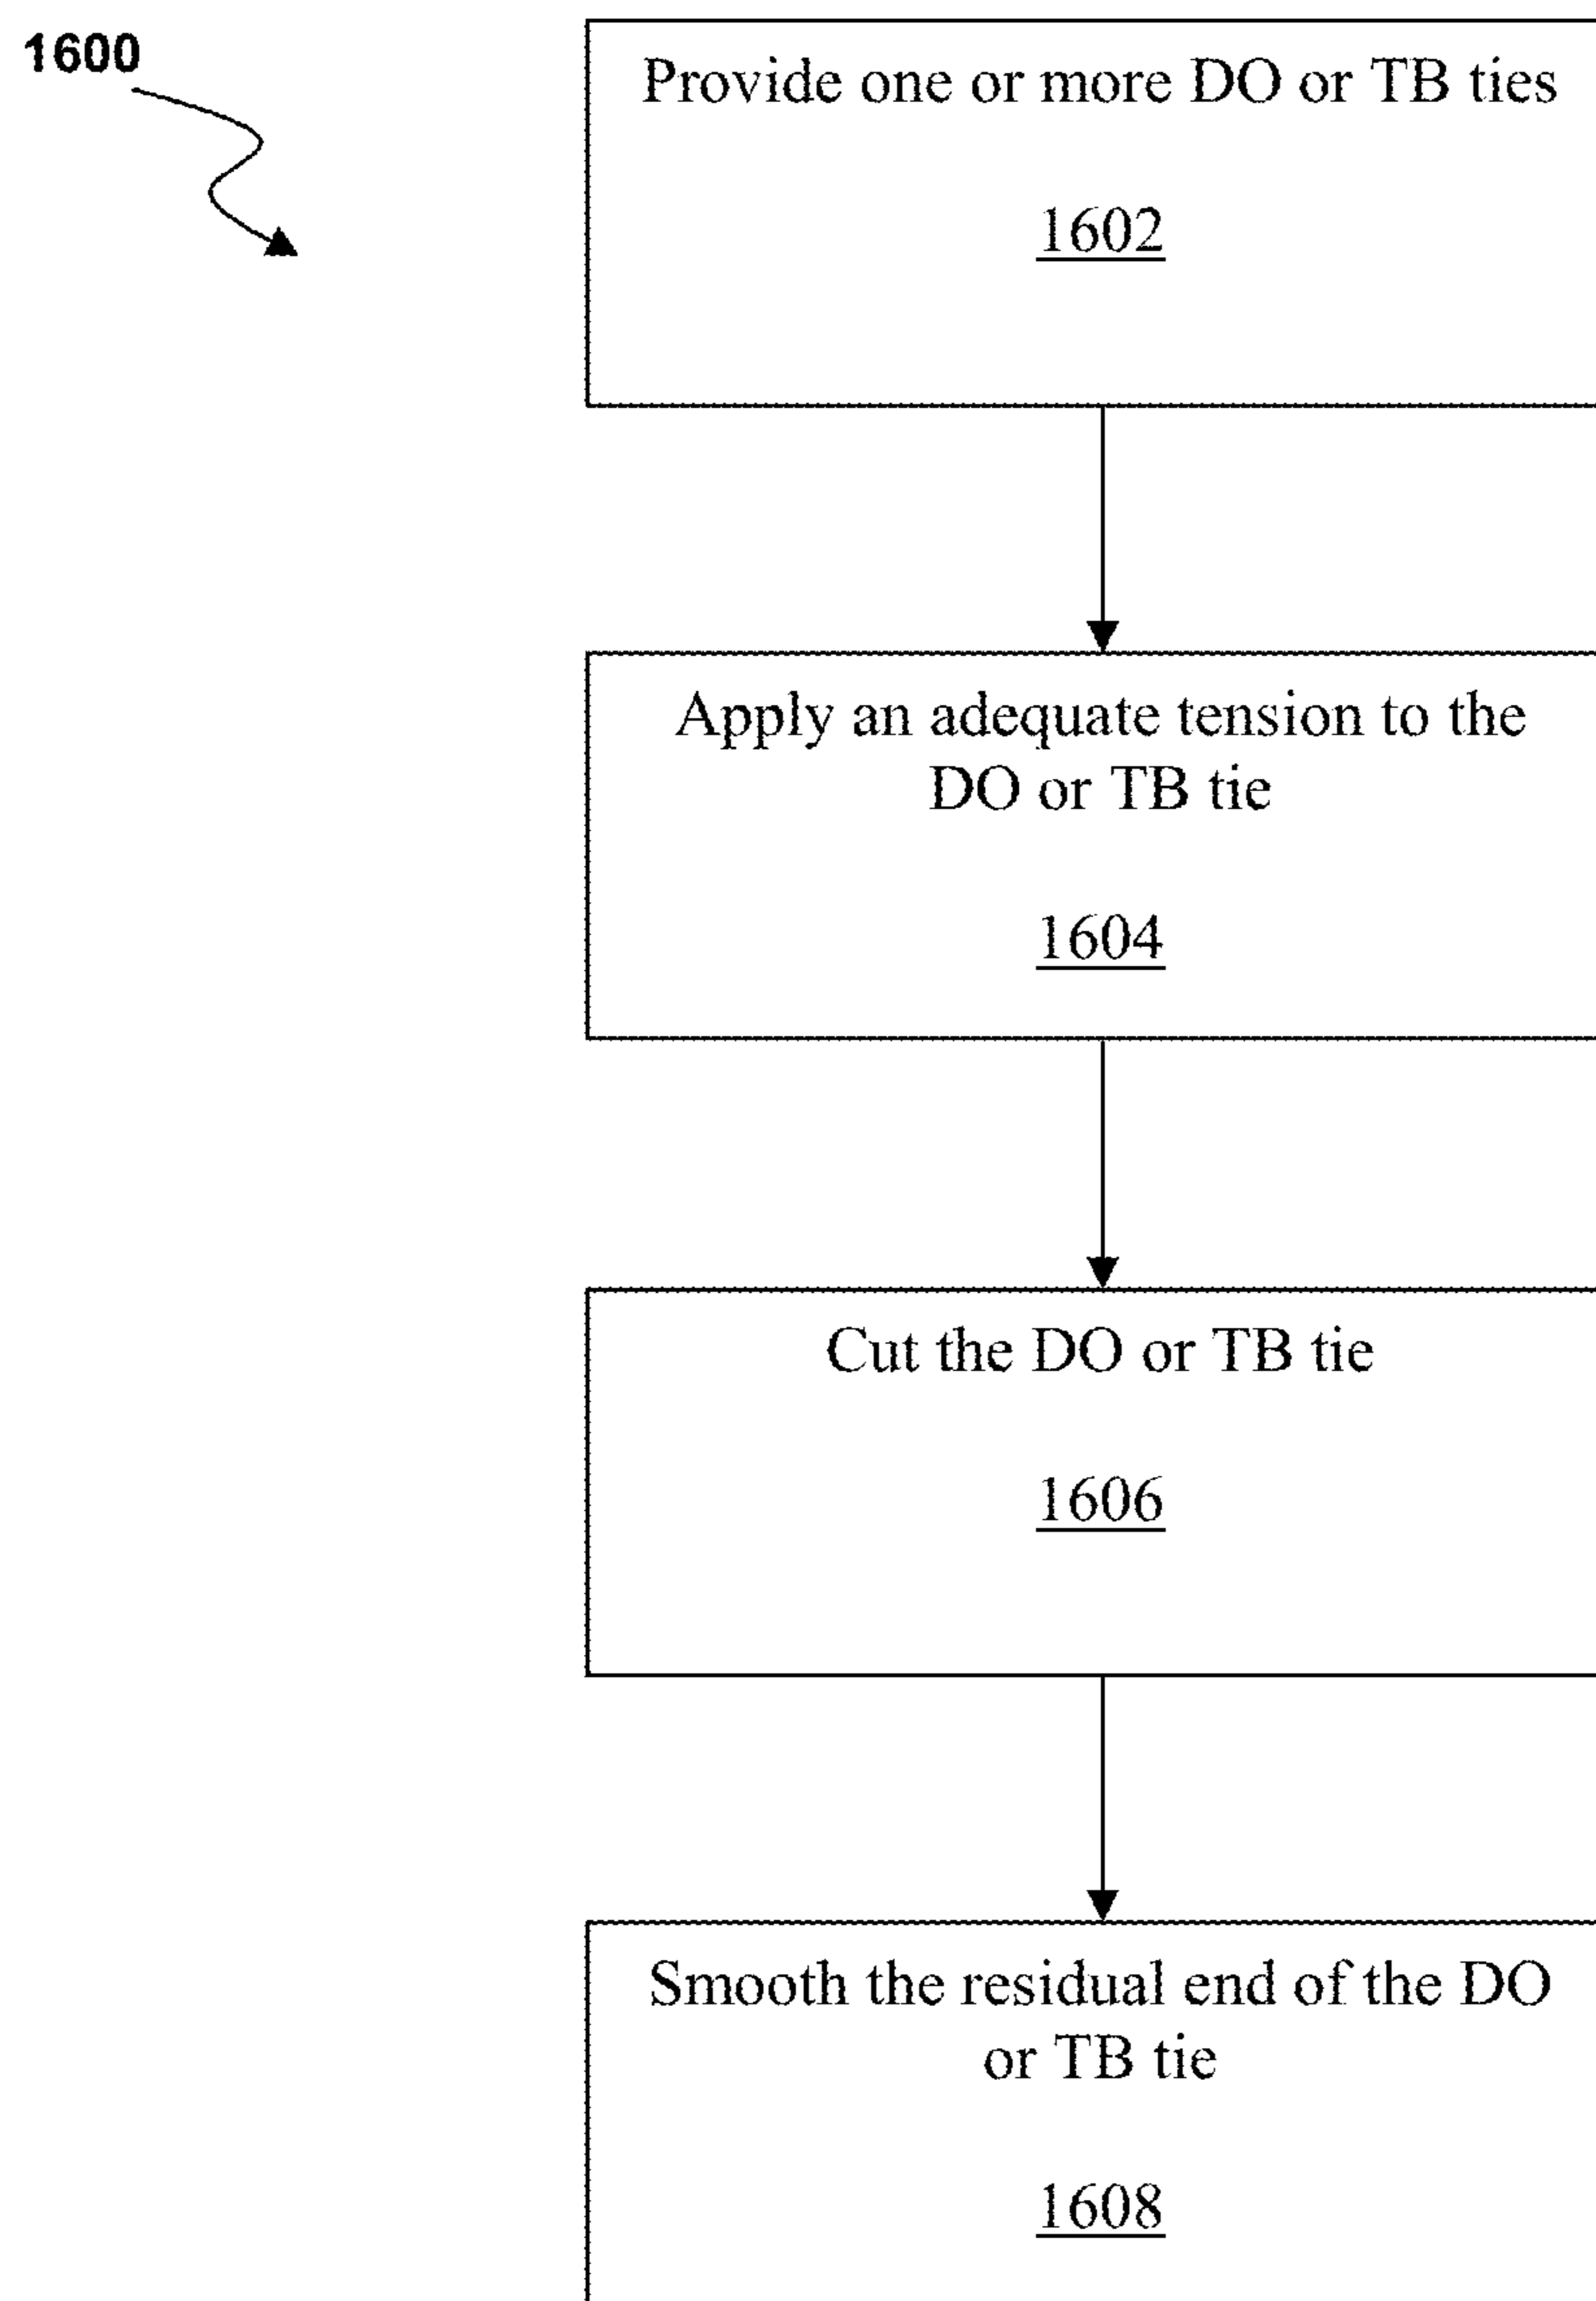 1600
Provide one or more DO or TB ties
1602
Apply an adequate tension to the
DO or TB tie
1604
Cut the DO or TB tie
1606
Smooth the residual end of the DO
or TB tie
1608